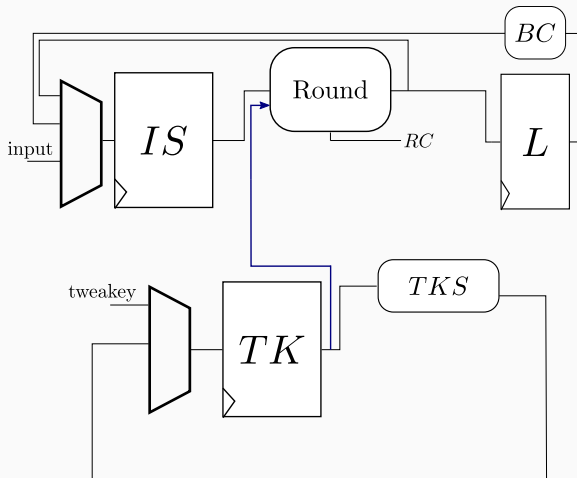 BC
Round
IS
L
input
RC
tweakey
TKS
TK